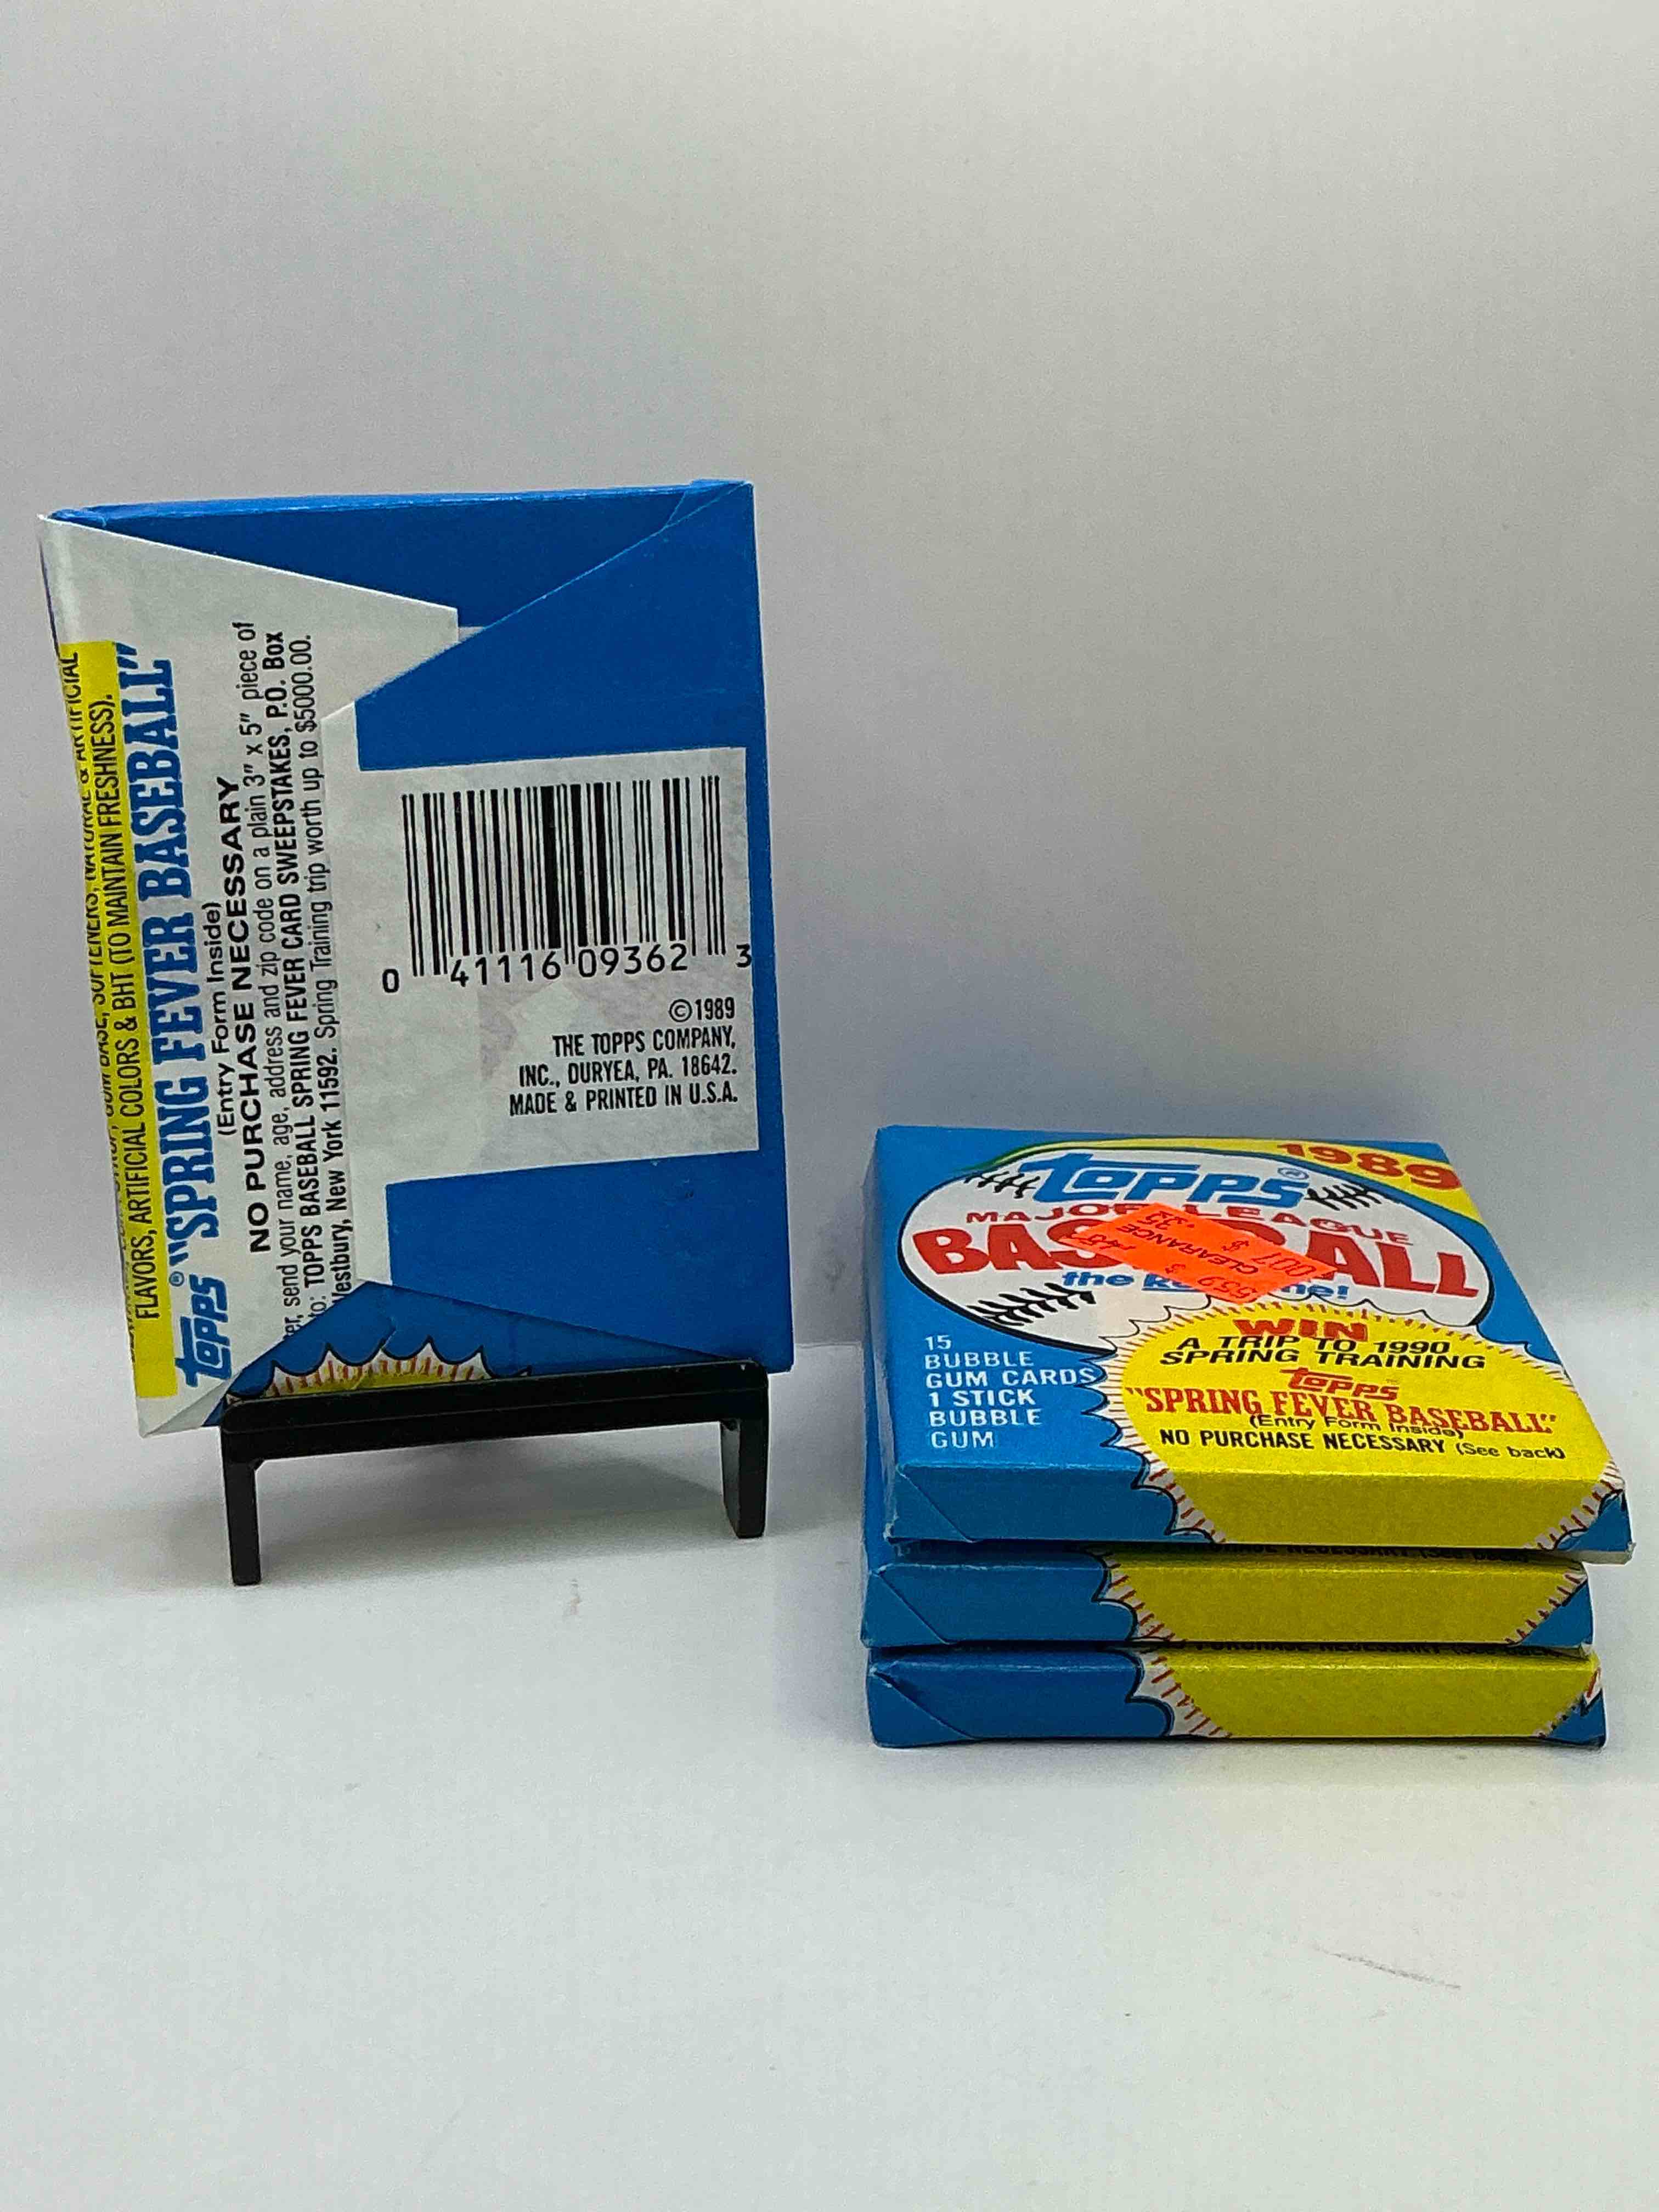 FLAVORS, ARTIFICIAL COLORS & BHT (TO MAINTAIN FRESHNESS).
TOPPS® "SPRING FEVER BASEBALL"
(Entry Form Inside)
NO PURCHASE NECESSARY
send your name, age, address and zip code on a plain 3" x 5" piece of
to: TOPPS BASEBALL SPRING FEVER CARD SWEEPSTAKES, P.O. Box
New York 11592. Spring Training trip worth up to $5000.00.
0 41116 09362 3
©1989
THE TOPPS COMPANY,
INC., DURYEA, PA. 18642.
MADE & PRINTED IN U.S.A.
1989
TOPPS®
MAJOR LEAGUE
BASEBALL
the
CLEARANCE
15
BUBBLE
GUM CARDS
1 STICK
BUBBLE
GUM
WIN
A TRIP TO 1990
SPRING TRAINING
TOPPS
"SPRING FEVER BASEBALL"
(Entry Form Inside)
NO PURCHASE NECESSARY (See back)